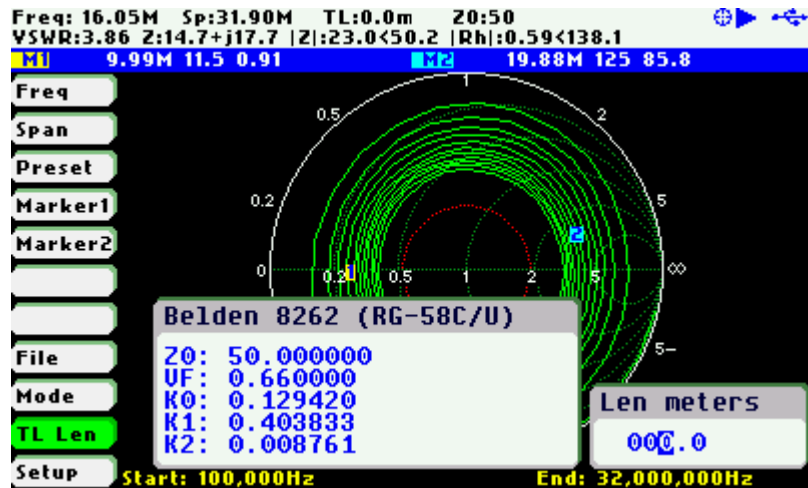 Freq: 16.05M Sp:31.90M TL:0.0m Z0:50
VSWR:3.86 Z:14.7+j17.7 |Z|:23.0<50.2 |Rh|:0.59<138.1
M1 9.99M 11.5 0.91 M2 19.88M 125 85.8
Freq
Span
Preset
Marker1
Marker2
File
Mode
TL Len
Setup
1
0.5
2
0.2
5
2
0
0.2
1
0.5
1
2
5
∞
5-
Belden 8262 (RG-58C/U)
Z0: 50.000000
VF: 0.660000
K0: 0.129420
K1: 0.403833
K2: 0.008761
Len meters
000.0
Start: 100,000Hz End: 32,000,000Hz